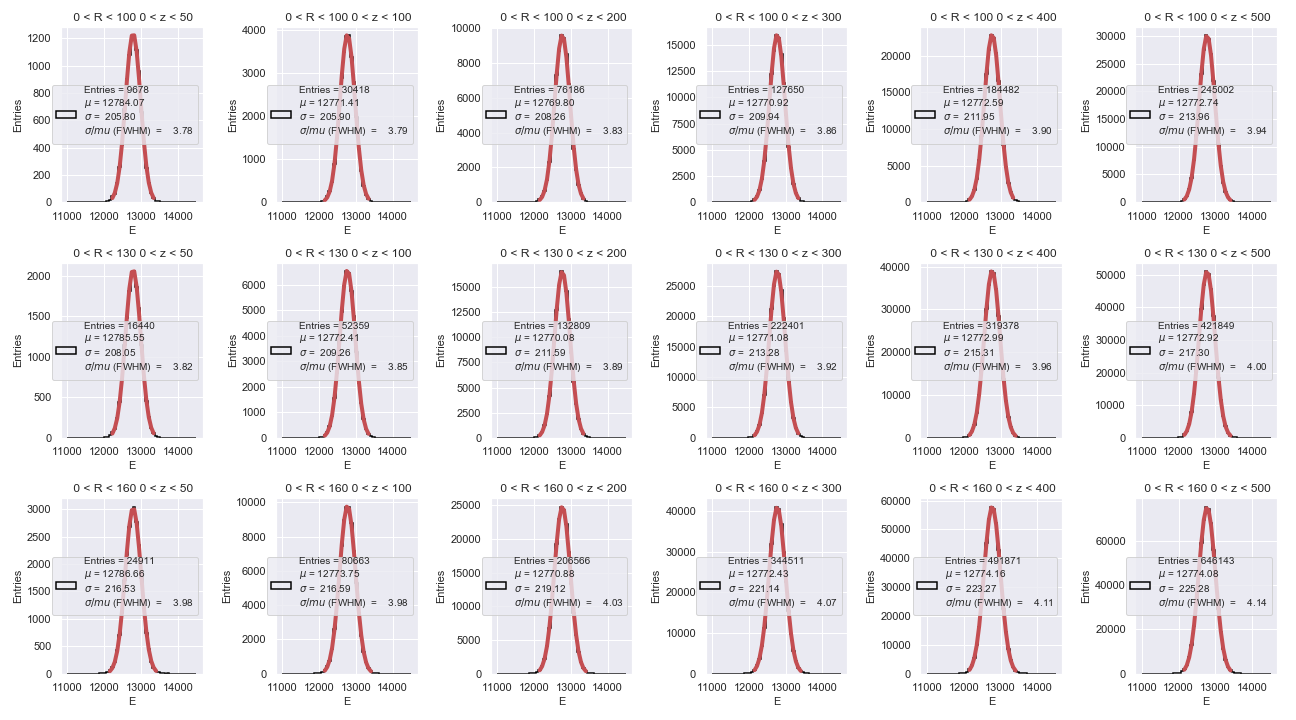 0 < R < 100 0 < z < 50
Entries
1200
1000
800
600
400
200
0
Entries = 9678
μ = 12784.07
σ = 205.80
σ/mu (FWHM) = 3.78
11000 12000 13000 14000
E
0 < R < 100 0 < z < 100
Entries
4000
3000
2000
1000
0
Entries = 30418
μ = 12771.41
σ = 205.90
σ/mu (FWHM) = 3.79
11000 12000 13000 14000
E
0 < R < 100 0 < z < 200
Entries
10000
8000
6000
4000
2000
0
Entries = 76186
μ = 12769.80
σ = 208.26
σ/mu (FWHM) = 3.83
11000 12000 13000 14000
E
0 < R < 100 0 < z < 300
Entries
15000
12500
10000
7500
5000
2500
0
Entries = 127650
μ = 12770.92
σ = 209.94
σ/mu (FWHM) = 3.86
11000 12000 13000 14000
E
0 < R < 100 0 < z < 400
Entries
20000
15000
10000
5000
0
Entries = 184482
μ = 12772.59
σ = 211.95
σ/mu (FWHM) = 3.90
11000 12000 13000 14000
E
0 < R < 100 0 < z < 500
Entries
30000
25000
20000
15000
10000
5000
0
Entries = 245002
μ = 12772.74
σ = 213.96
σ/mu (FWHM) = 3.94
11000 12000 13000 14000
E
0 < R < 130 0 < z < 50
Entries
2000
1500
1000
500
0
Entries = 16440
μ = 12785.55
σ = 208.05
σ/mu (FWHM) = 3.82
11000 12000 13000 14000
E
0 < R < 130 0 < z < 100
Entries
6000
5000
4000
3000
2000
1000
0
Entries = 52359
μ = 12772.41
σ = 209.26
σ/mu (FWHM) = 3.85
11000 12000 13000 14000
E
0 < R < 130 0 < z < 200
Entries
15000
12500
10000
7500
5000
2500
0
Entries = 132809
μ = 12770.08
σ = 211.59
σ/mu (FWHM) = 3.89
11000 12000 13000 14000
E
0 < R < 130 0 < z < 300
Entries
25000
20000
15000
10000
5000
0
Entries = 222401
μ = 12771.08
σ = 213.28
σ/mu (FWHM) = 3.92
11000 12000 13000 14000
E
0 < R < 130 0 < z < 400
Entries
40000
30000
20000
10000
0
Entries = 319378
μ = 12772.99
σ = 215.31
σ/mu (FWHM) = 3.96
11000 12000 13000 14000
E
0 < R < 130 0 < z < 500
Entries
50000
40000
30000
20000
10000
0
Entries = 421849
μ = 12772.92
σ = 217.30
σ/mu (FWHM) = 4.00
11000 12000 13000 14000
E
0 < R < 160 0 < z < 50
Entries
3000
2500
2000
1500
1000
500
0
Entries = 24911
μ = 12786.66
σ = 216.53
σ/mu (FWHM) = 3.98
11000 12000 13000 14000
E
0 < R < 160 0 < z < 100
Entries
10000
8000
6000
4000
2000
0
Entries = 80663
μ = 12773.75
σ = 216.59
σ/mu (FWHM) = 3.98
11000 12000 13000 14000
E
0 < R < 160 0 < z < 200
Entries
25000
20000
15000
10000
5000
0
Entries = 206566
μ = 12770.88
σ = 219.12
σ/mu (FWHM) = 4.03
11000 12000 13000 14000
E
0 < R < 160 0 < z < 300
Entries
40000
30000
20000
10000
0
Entries = 344511
μ = 12772.43
σ = 221.14
σ/mu (FWHM) = 4.07
11000 12000 13000 14000
E
0 < R < 160 0 < z < 400
Entries
60000
50000
40000
30000
20000
10000
0
Entries = 491871
μ = 12774.16
σ = 223.27
σ/mu (FWHM) = 4.11
11000 12000 13000 14000
E
0 < R < 160 0 < z < 500
Entries
60000
40000
20000
0
Entries = 646143
μ = 12774.08
σ = 225.28
σ/mu (FWHM) = 4.14
11000 12000 13000 14000
E